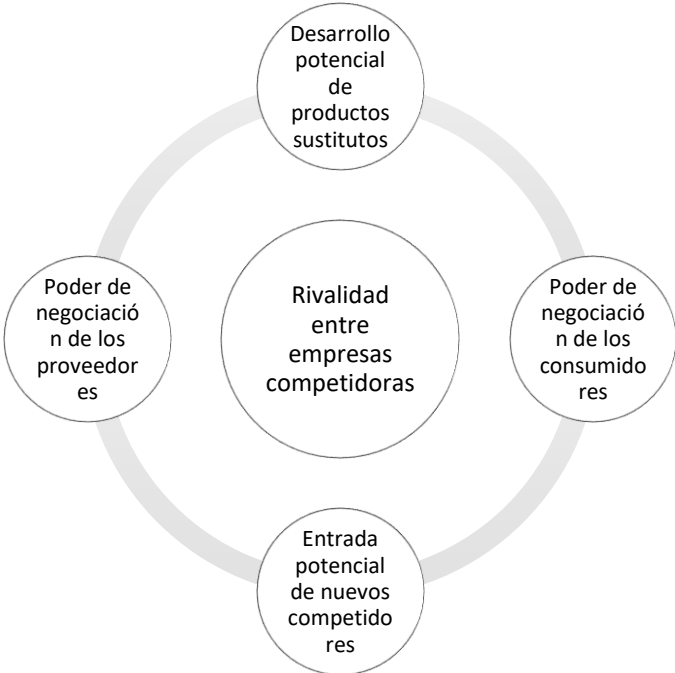 Desarrollo
potencial
de
productos
sustitutos
Poder de
negociació
n de los
proveedor
es
Rivalidad
entre
empresas
competidoras
Poder de
negociació
n de los
consumido
res
Entrada
potencial
de nuevos
competido
res